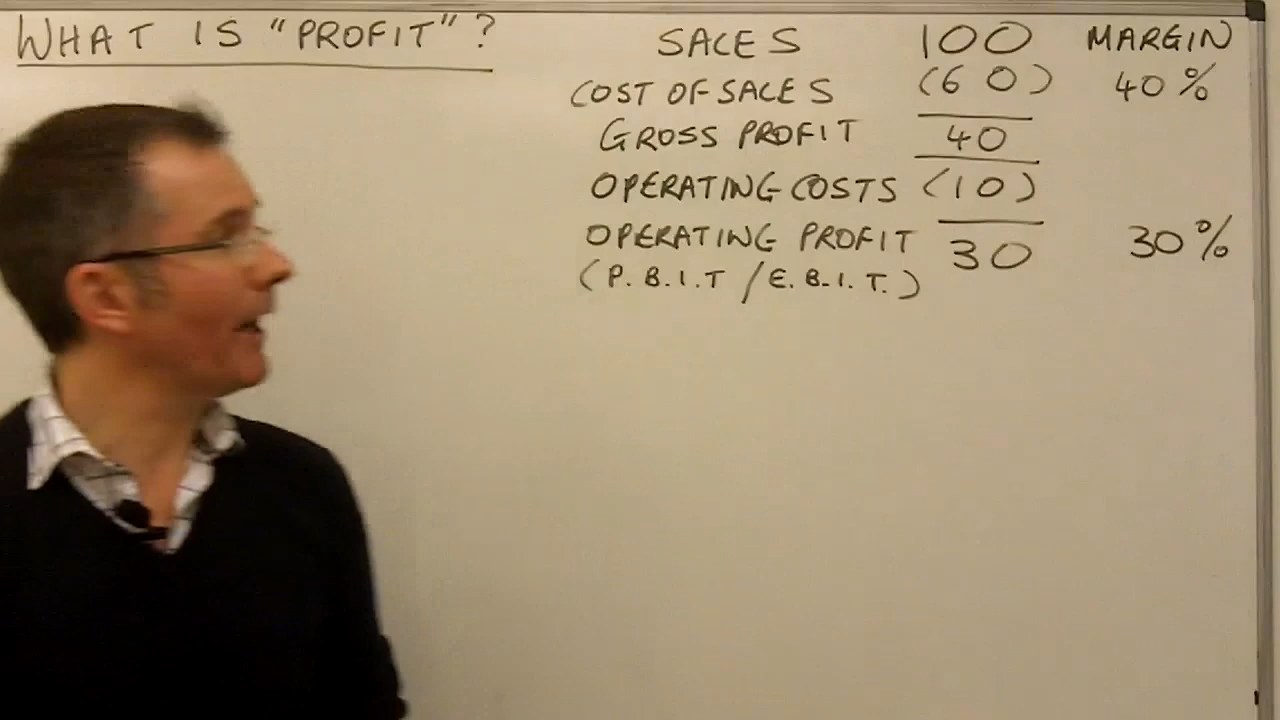 WHAT IS "PROFIT"?
SALES 100 MARGIN
COST OF SALES (60) 40%
GROSS PROFIT 40
OPERATING COSTS (10)
OPERATING PROFIT 30 30%
(P.B.I.T / E.B.I.T.)